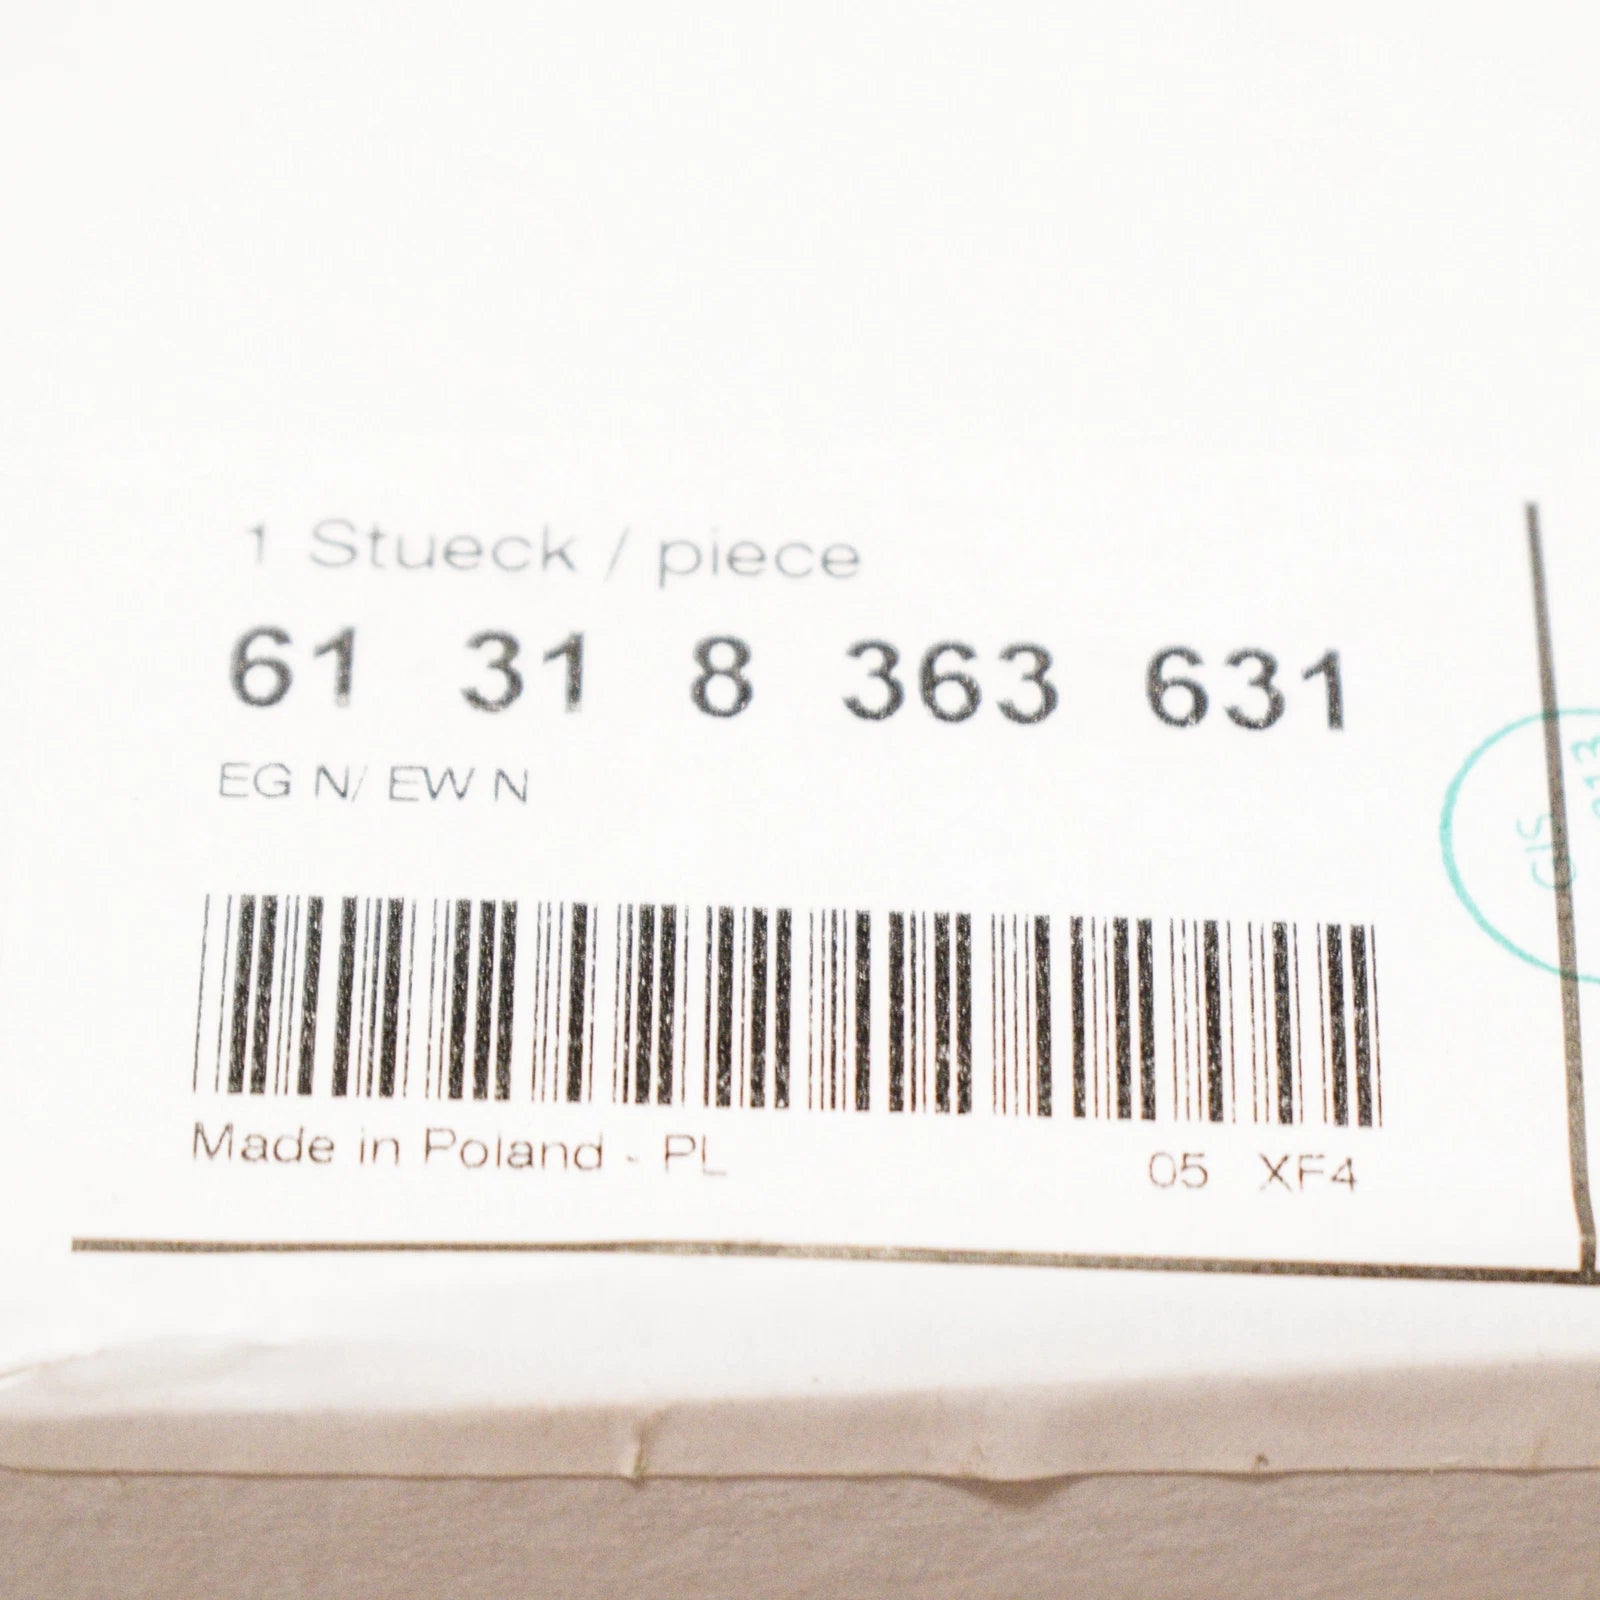 1 Stueck / piece
61 31 8 363 631
EG N/ EW N
Made in Poland - PL
05 XF4